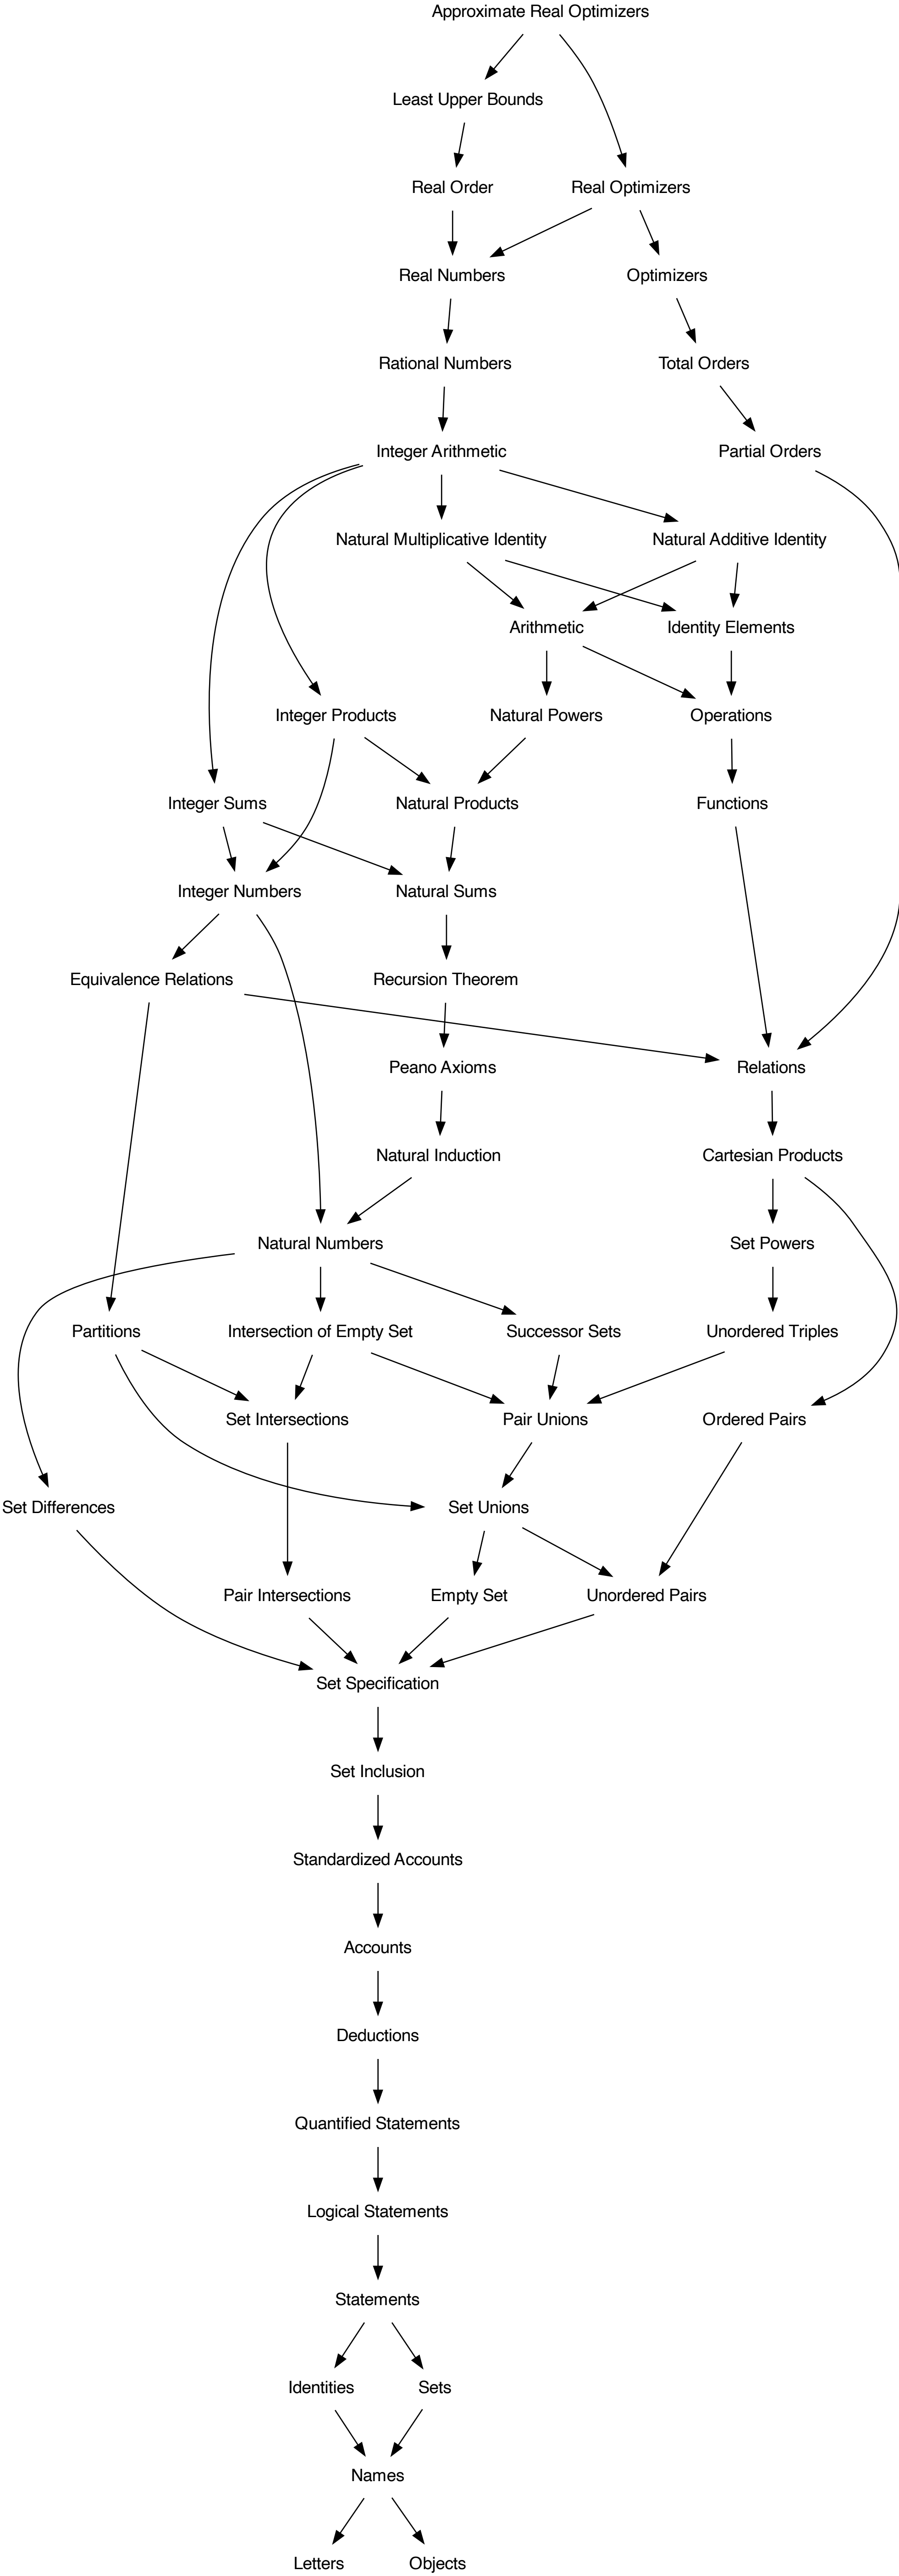 Approximate Real Optimizers
Least Upper Bounds
Real Order
Real Optimizers
Real Numbers
Optimizers
Rational Numbers
Total Orders
Integer Arithmetic
Partial Orders
Natural Multiplicative Identity
Natural Additive Identity
Arithmetic
Identity Elements
Integer Products
Natural Powers
Operations
Integer Sums
Natural Products
Functions
Integer Numbers
Natural Sums
Equivalence Relations
Recursion Theorem
Peano Axioms
Relations
Natural Induction
Cartesian Products
Natural Numbers
Set Powers
Partitions
Intersection of Empty Set
Successor Sets
Unordered Triples
Set Intersections
Pair Unions
Ordered Pairs
Set Differences
Set Unions
Pair Intersections
Empty Set
Unordered Pairs
Set Specification
Set Inclusion
Standardized Accounts
Accounts
Deductions
Quantified Statements
Logical Statements
Statements
Identities
Sets
Names
Letters
Objects